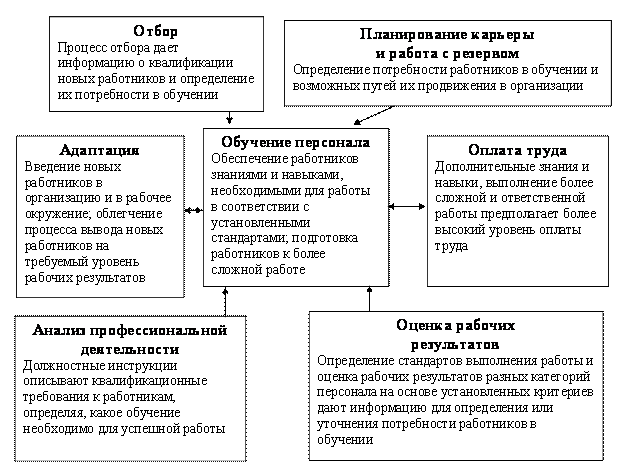 Отбор
Процесс отбора дает
информацию о квалификации
новых работников и определение
их потребности в обучении
Планирование карьеры
и работа с резервом
Определение потребности работников в обучении и
возможных путей их продвижения в организации
Адаптация
Введение новых
работников в
организацию и в рабочее
окружение; облегчение
процесса вывода новых
работников на
требуемый уровень
рабочих результатов
Обучение персонала
Обеспечение работников
знаниями и навыками,
необходимыми для работы
в соответствии с
установленными
стандартами; подготовка
работников к более
сложной работе
Оплата труда
Дополнительные знания и
навыки, выполнение более
сложной и ответственной
работы предполагает более
высокий уровень оплаты
труда
Анализ профессиональной
деятельности
Должностные инструкции
описывают квалификационные
требования к работникам,
определяя, какое обучение
необходимо для успешной работы
Оценка рабочих
результатов
Определение стандартов выполнения работы и
оценка рабочих результатов разных категорий
персонала на основе установленных критериев
дают информацию для определения или
уточнения потребности работников в
обучении